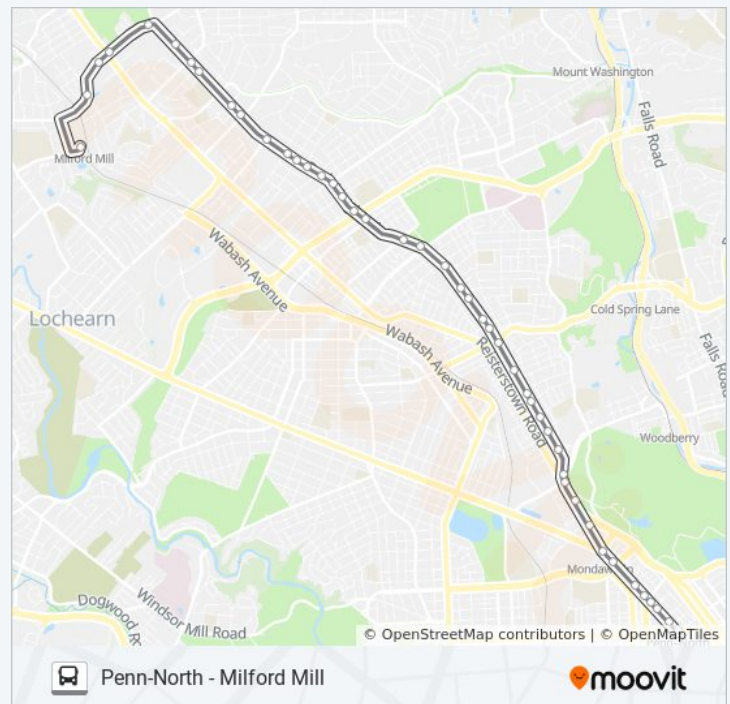 Mount Washington
Falls Road
Milford Mill
Wabash Avenue
Lochearn
Cold Spring Lane
Wabash Avenue
Reisterstown Road
Falls Road
Woodberry
Dogwood
Windsor Mill Road
© OpenStreetMap contributors | © OpenMapTiles
Penn-North - Milford Mill
moovit